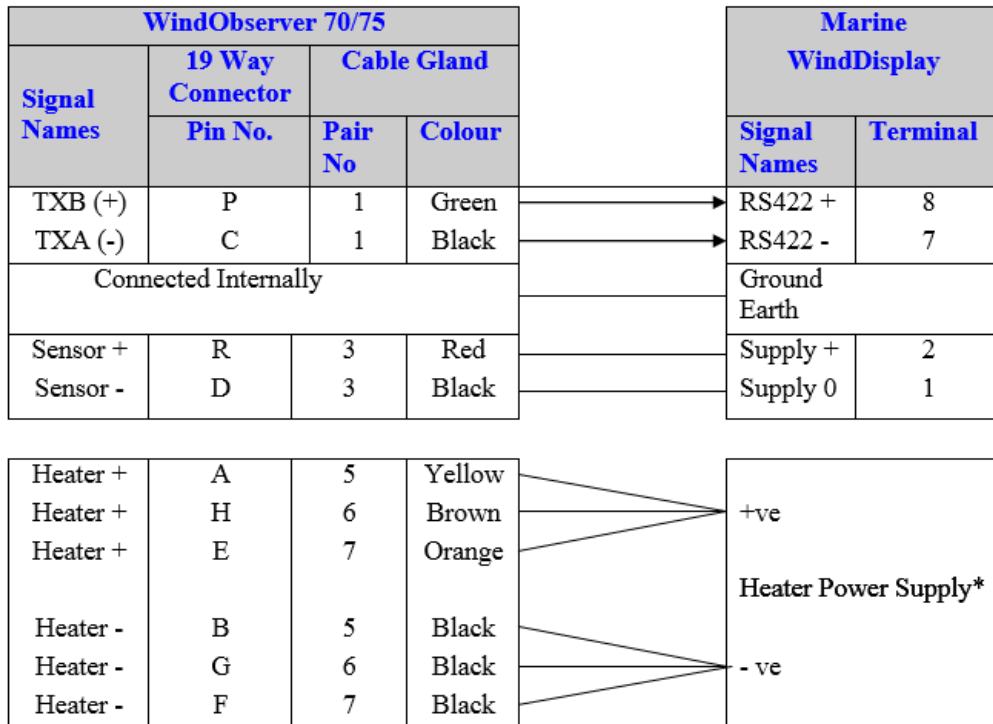 WindObserver 70/75
Marine
WindDisplay
Signal
Names
19 Way
Connector
Cable Gland
Pin No.
Pair
No
Colour
Signal
Names
Terminal
TXB (+) P 1 Green RS422 + 8
TXA (-) C 1 Black RS422 - 7
Connected Internally
Ground
Earth
Sensor + R 3 Red Supply + 2
Sensor - D 3 Black Supply 0 1
Heater + A 5 Yellow
Heater + H 6 Brown +ve
Heater + E 7 Orange
Heater Power Supply*
Heater - B 5 Black
Heater - G 6 Black - ve
Heater - F 7 Black